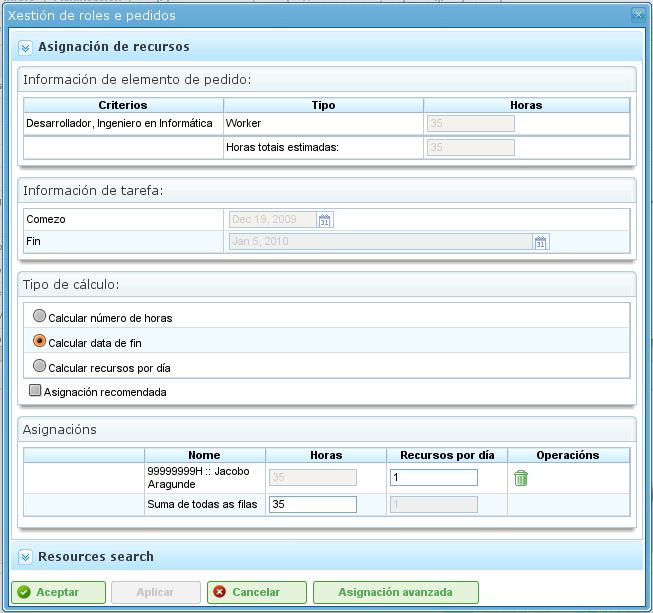 Xestión de roles e pedidos
Asignación de recursos
Información de elemento de pedido:
Criterios Tipo Horas
Desarrollador, Ingeniero en Informática Worker 35
Horas totais estimadas: 35
Información de tarefa:
Comezo Dec 19, 2009 31
Fin Jan 5, 2010 31
Tipo de cálculo:
Calcular número de horas
Calcular data de fin
Calcular recursos por día
Asignación recomendada
Asignacións
Nome Horas Recursos por día Operacións
99999999H :: Jacobo
Aragunde 35 1
Suma de todas as filas 35 1
Resources search
Aceptar Aplicar Cancelar Asignación avanzada